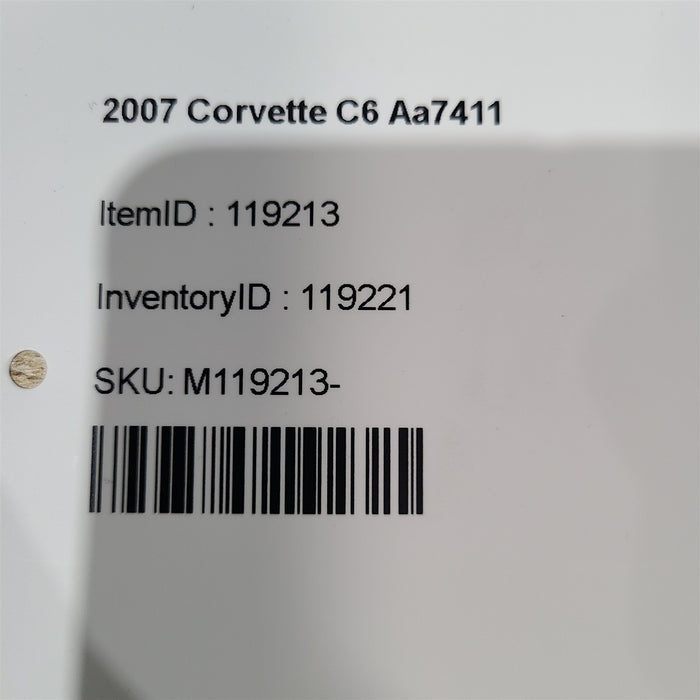 2007 Corvette C6 Aa7411
ItemID : 119213
InventoryID : 119221
SKU: M119213-